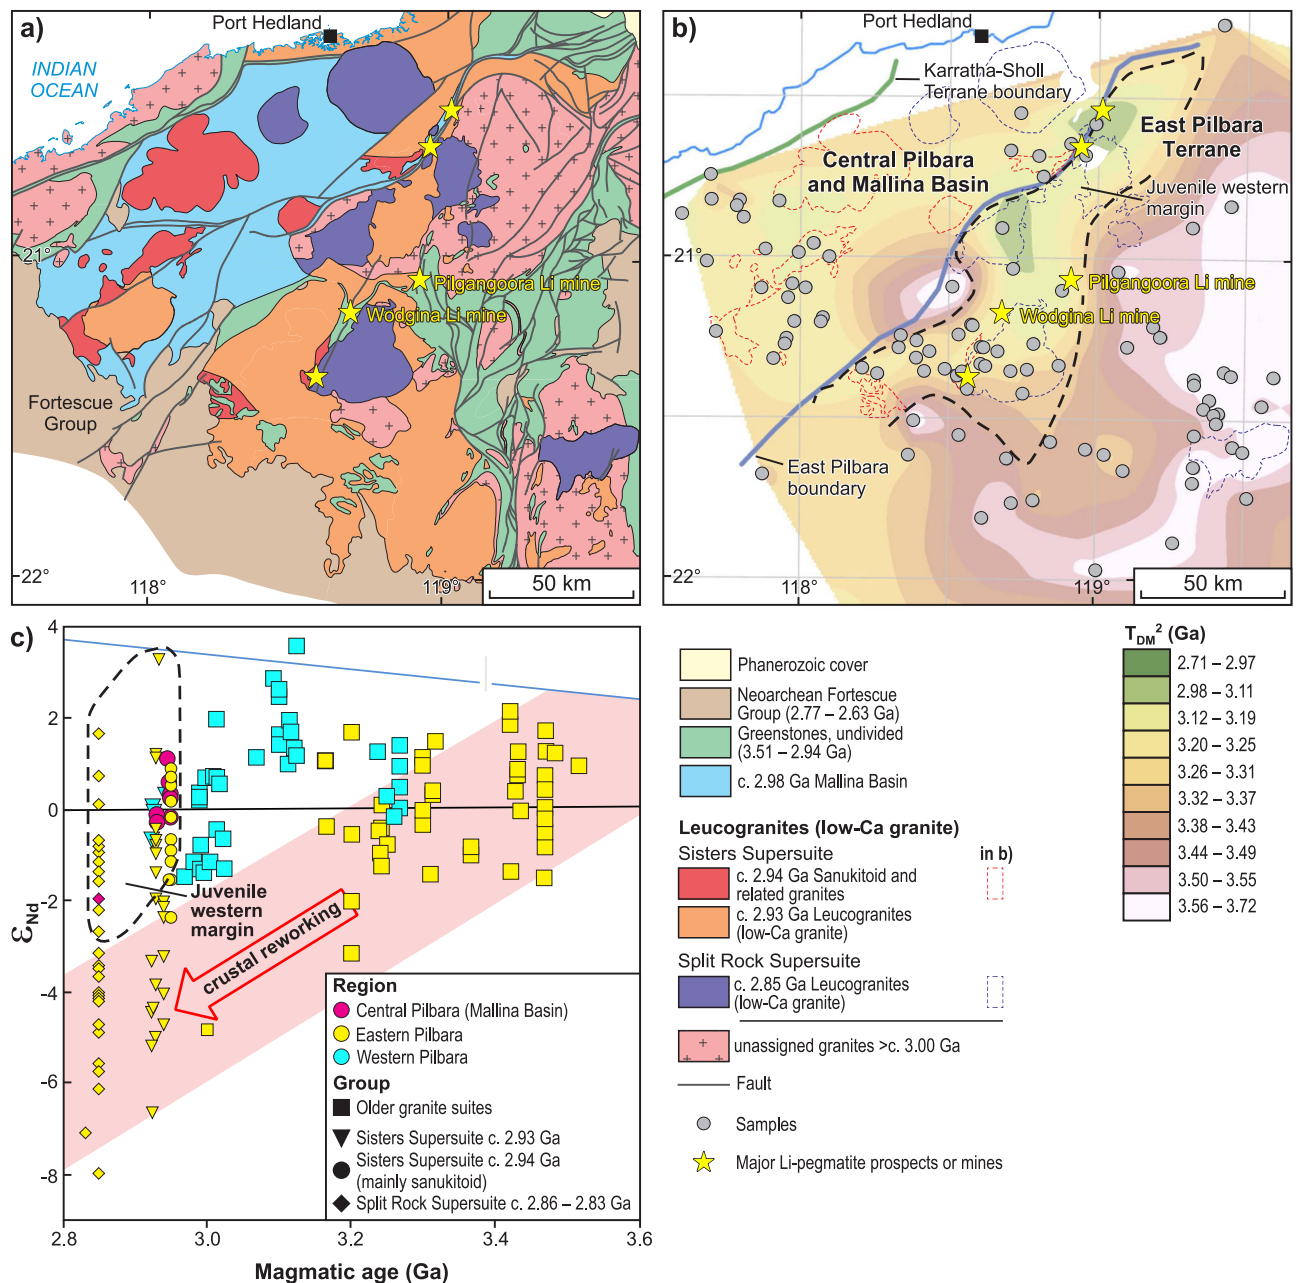 a)
Port Hedland
INDIAN
OCEAN
21°
Pilgangoora Li mine
Wodgina Li mine
Fortescue
Group
22°
118°
119°
50 km
b)
Port Hedland
Karratha-Sholl
Terrane boundary
East Pilbara
Terrane
Central Pilbara
and Mallina Basin
Juvenile western
margin
21°
Pilgangoora Li mine
Wodgina Li mine
East Pilbara
boundary
22°
118°
119°
50 km
c)
4
2
0
-2
-4
-6
-8
εNd
Juvenile
western
margin
crustal reworking
Region
Central Pilbara (Mallina Basin)
Eastern Pilbara
Western Pilbara
Group
Older granite suites
Sisters Supersuite c. 2.93 Ga
Sisters Supersuite c. 2.94 Ga
(mainly sanukitoid)
Split Rock Supersuite c. 2.86 – 2.83 Ga
2.8
3.0
3.2
3.4
3.6
Magmatic age (Ga)
Phanerozoic cover
Neoarchean Fortescue
Group (2.77 – 2.63 Ga)
Greenstones, undivided
(3.51 – 2.94 Ga)
c. 2.98 Ga Mallina Basin
Leucogranites (low-Ca granite)
Sisters Supersuite
in b)
c. 2.94 Ga Sanukitoid and
related granites
c. 2.93 Ga Leucogranites
(low-Ca granite)
Split Rock Supersuite
c. 2.85 Ga Leucogranites
(low-Ca granite)
unassigned granites >c. 3.00 Ga
Fault
Samples
Major Li-pegmatite prospects or mines
TDM² (Ga)
2.71 – 2.97
2.98 – 3.11
3.12 – 3.19
3.20 – 3.25
3.26 – 3.31
3.32 – 3.37
3.38 – 3.43
3.44 – 3.49
3.50 – 3.55
3.56 – 3.72